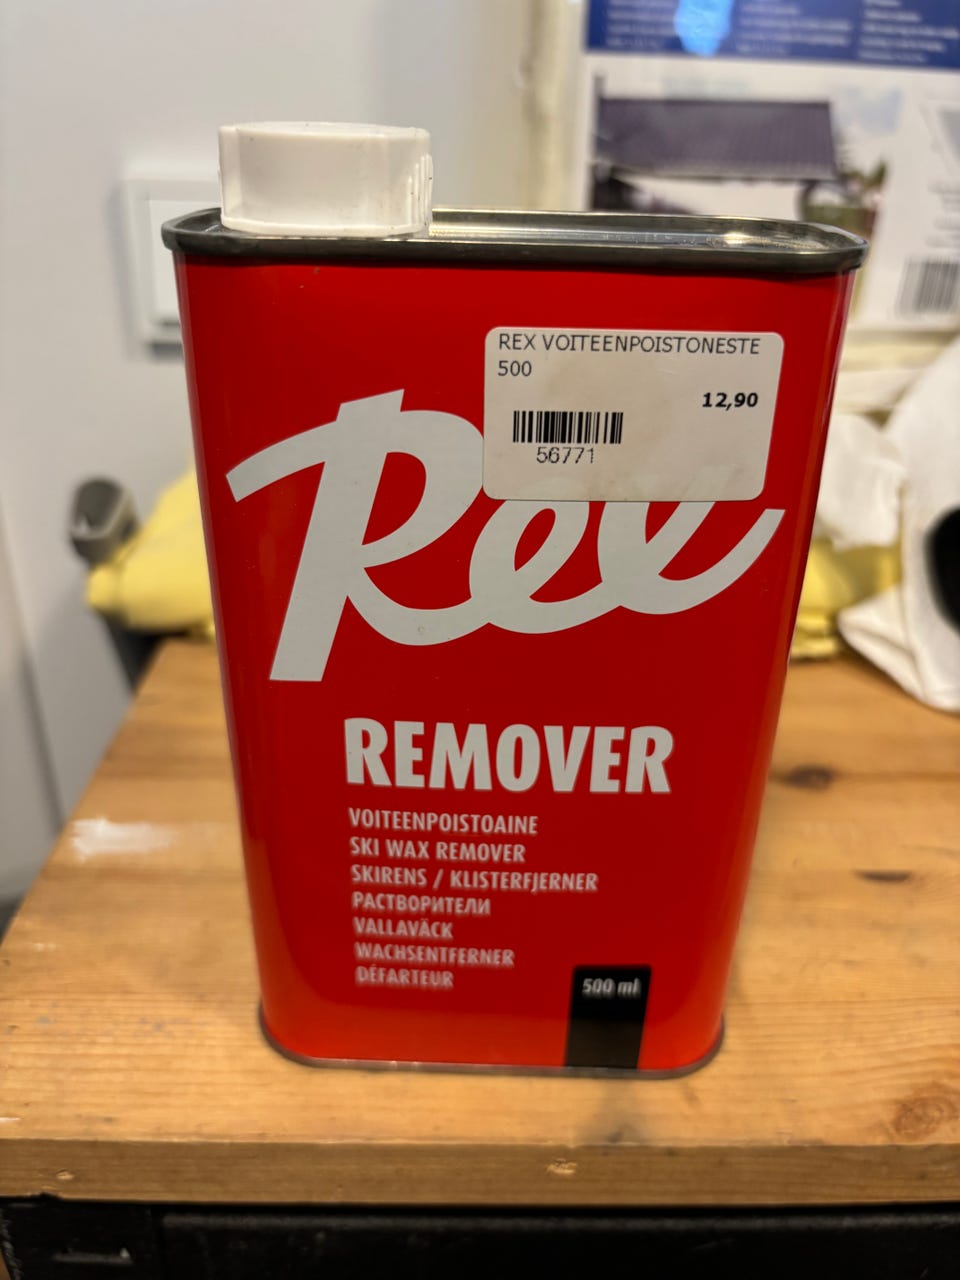 REX VOITEENPOISTONESTE
500
12,90
56771
Rex
REMOVER
VOITEENPOISTOAINE
SKI WAX REMOVER
SKIRENS / KLISTERFJERNER
РАСТВОРИТЕЛИ
VALLAVÄCK
WACHSENTFERNER
DÉFARTEUR
500 ml